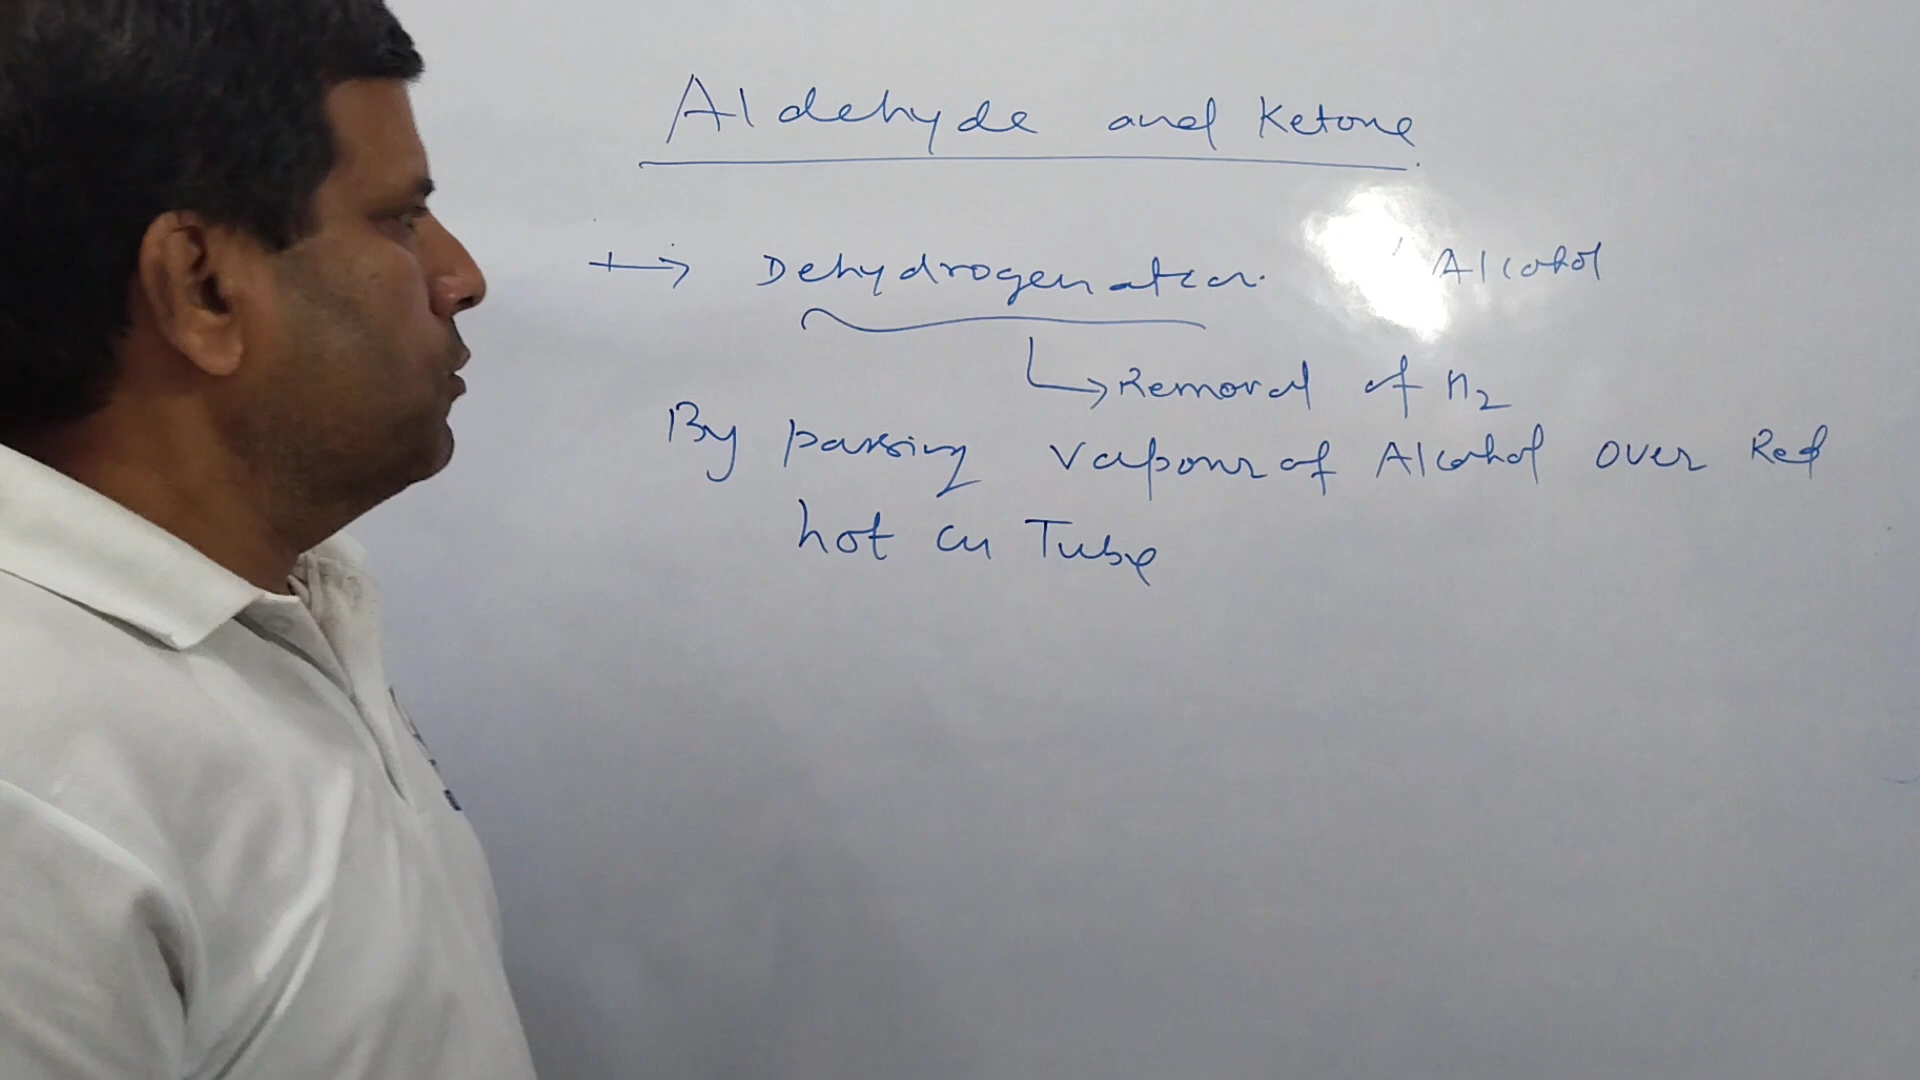 Aldehyde and Ketone
→ Dehydrogenation Alcohol
→ Removal of H2
By passing vapour of Alcohol over Red
hot Cu Tube